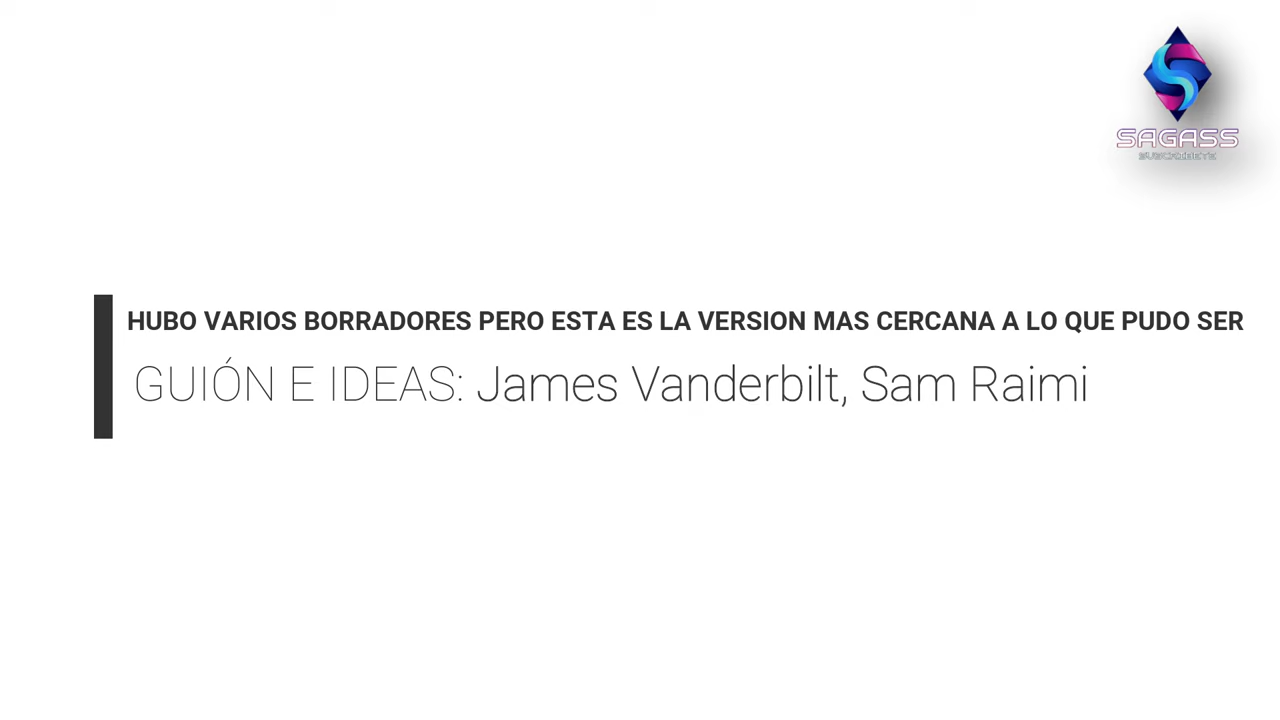 SAGASS
SUSCRIBETE
HUBO VARIOS BORRADORES PERO ESTA ES LA VERSION MAS CERCANA A LO QUE PUDO SER
GUIÓN E IDEAS: James Vanderbilt, Sam Raimi